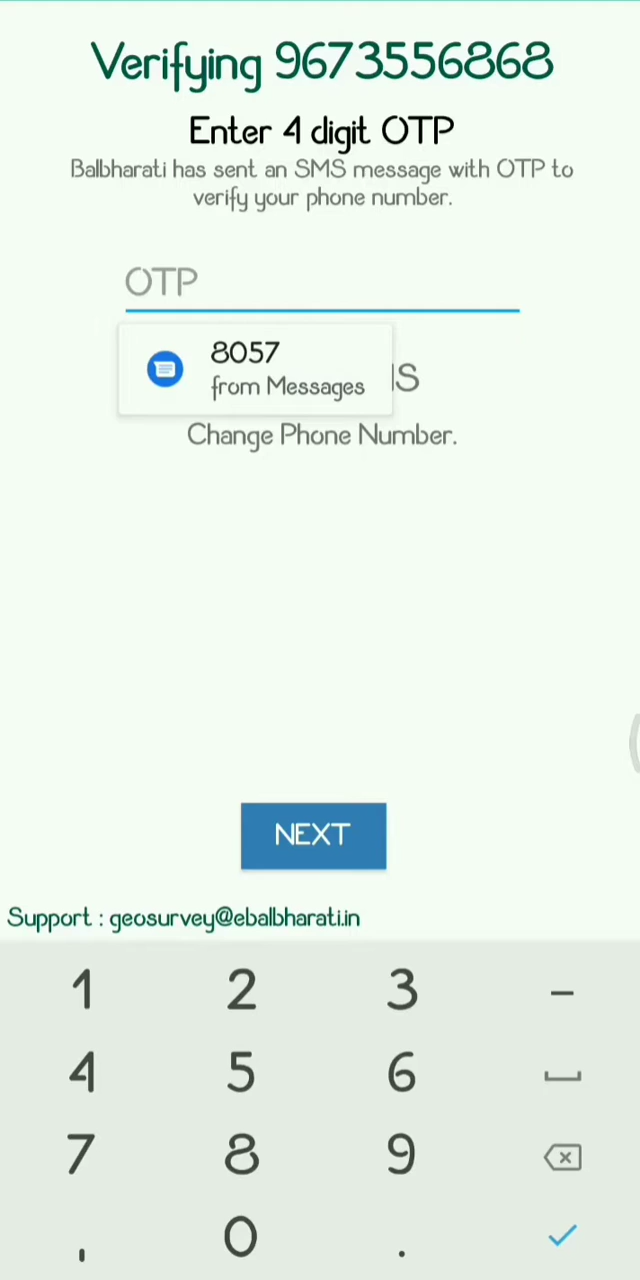 Verifying 9673556868
Enter 4 digit OTP
Balbharati has sent an SMS message with OTP to
verify your phone number.
OTP
8057
from Messages
Change Phone Number.
NEXT
Support : geosurvey@ebalbharati.in
1 2 3 –
4 5 6
7 8 9
, 0 .